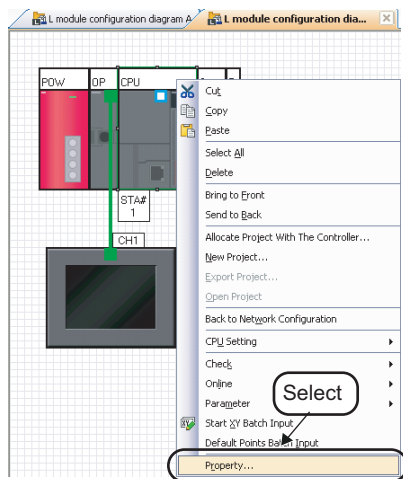 L module configuration diagram A
L module configuration dia...
POW
OP
CPU
STA#
1
CH1
Cut
Copy
Paste
Select All
Delete
Bring to Front
Send to Back
Allocate Project With The Controller...
New Project...
Export Project...
Open Project
Back to Network Configuration
CPU Setting
Check
Online
Parameter
Start XY Batch Input
Default Points Batch Input
Property...
Select